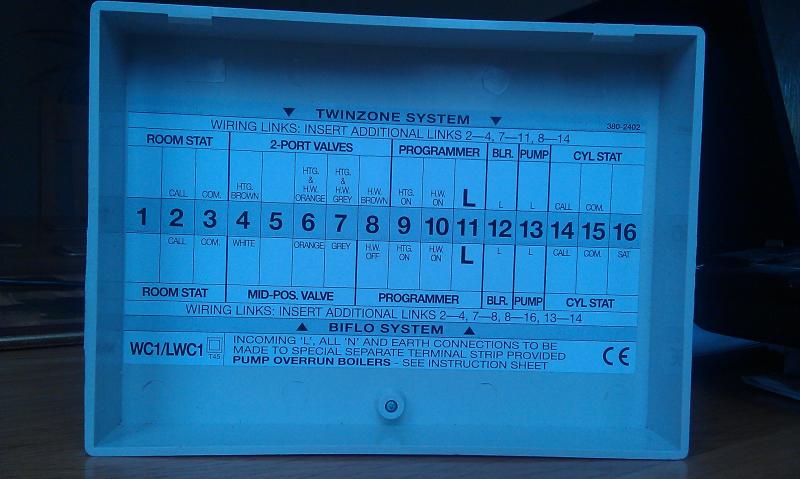 ▼ TWINZONE SYSTEM ▼
380-2402
WIRING LINKS: INSERT ADDITIONAL LINKS 2—4, 7—11, 8—14
ROOM STAT 2-PORT VALVES PROGRAMMER BLR. PUMP CYL STAT
CALL COM. HTG. BROWN HTG. & H.W. ORANGE HTG. & H.W. GREY H.W. BROWN HTG. ON H.W. ON L L L CALL COM.
1 2 3 4 5 6 7 8 9 10 11 12 13 14 15 16
CALL COM. WHITE ORANGE GREY H.W. OFF HTG. ON H.W. ON L L L CALL COM. SAT
ROOM STAT MID-POS. VALVE PROGRAMMER BLR. PUMP CYL STAT
WIRING LINKS: INSERT ADDITIONAL LINKS 2—4, 7—8, 8—16, 13—14
▲ BIFLO SYSTEM ▲
WC1/LWC1 T45 INCOMING 'L', ALL 'N' AND EARTH CONNECTIONS TO BE
MADE TO SPECIAL SEPARATE TERMINAL STRIP PROVIDED
PUMP OVERRUN BOILERS - SEE INSTRUCTION SHEET
CE